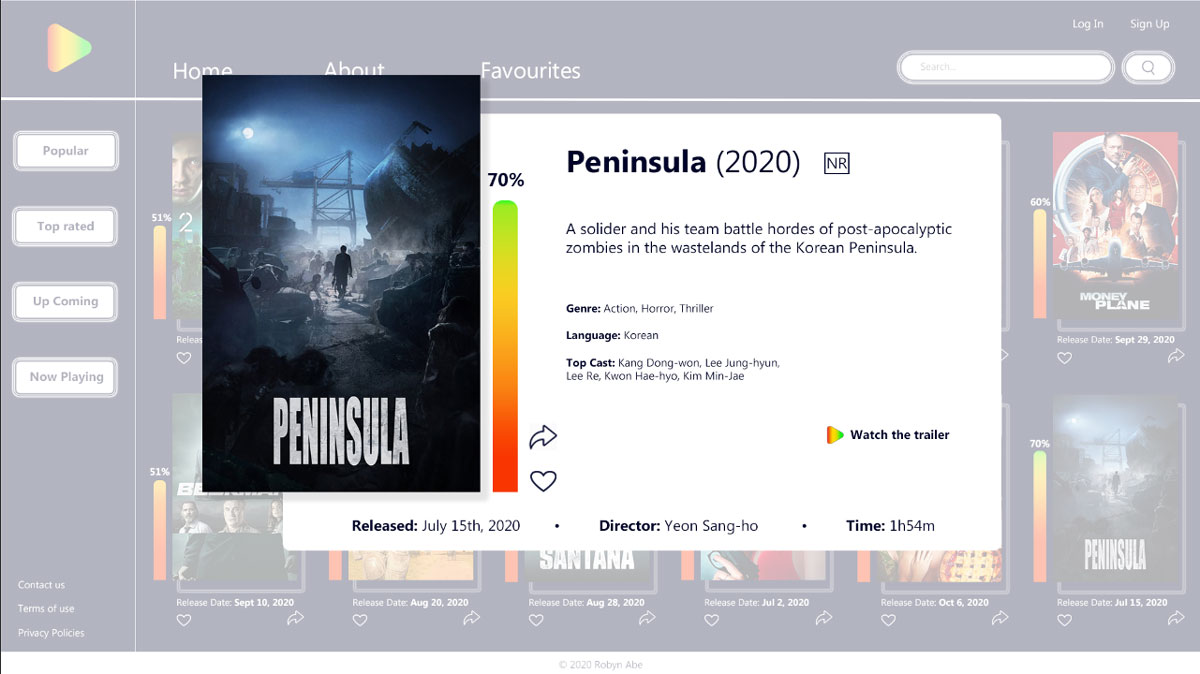 Log In
Sign Up
Home
About
Favourites
Search...
Popular
Top rated
Up Coming
Now Playing
Contact us
Terms of use
Privacy Policies
51%
2
PENINSULA
70%
Peninsula (2020) NR
A solider and his team battle hordes of post-apocalyptic
zombies in the wastelands of the Korean Peninsula.
Genre: Action, Horror, Thriller
Language: Korean
Top Cast: Kang Dong-won, Lee Jung-hyun,
Lee Re, Kwon Hae-hyo, Kim Min-Jae
Watch the trailer
Released: July 15th, 2020 • Director: Yeon Sang-ho • Time: 1h54m
60%
MONEY
PLANE
Release Date: Sept 29, 2020
51%
SANTANA
70%
PENINSULA
Release Date: Sept 10, 2020
Release Date: Aug 20, 2020
Release Date: Aug 28, 2020
Release Date: Jul 2, 2020
Release Date: Oct 6, 2020
Release Date: Jul 15, 2020
© 2020 Robyn Abe